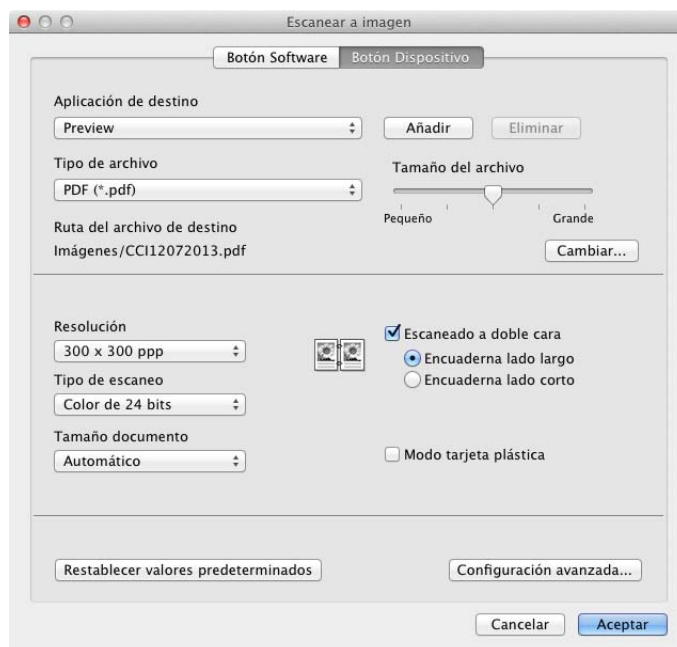 Escanear a imagen
Botón Software Botón Dispositivo
Aplicación de destino
Preview Añadir Eliminar
Tipo de archivo Tamaño del archivo
PDF (*.pdf)
Pequeño Grande
Ruta del archivo de destino
Imágenes/CCI12072013.pdf Cambiar...
Resolución
300 x 300 ppp
Escaneado a doble cara
Encuaderna lado largo
Encuaderna lado corto
Tipo de escaneo
Color de 24 bits
Tamaño documento
Automático
Modo tarjeta plástica
Restablecer valores predeterminados Configuración avanzada...
Cancelar Aceptar